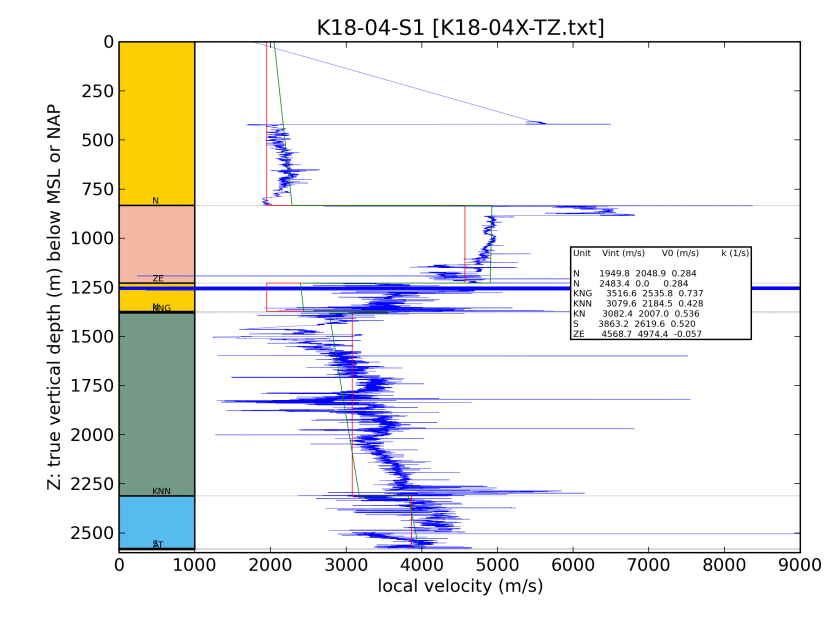 K18-04-S1 [K18-04X-TZ.txt]
Z: true vertical depth (m) below MSL or NAP
0
250
500
750
1000
1250
1500
1750
2000
2250
2500
N
ZE
KNG
KNN
Unit Vint (m/s) V0 (m/s) k (1/s)
N 1949.8 2048.9 0.284
N 2483.4 0.0 0.284
KNG 3516.6 2535.8 0.737
KNN 3079.6 2184.5 0.428
KN 3082.4 2007.0 0.536
S 3863.2 2619.6 0.520
ZE 4568.7 4974.4 -0.057
0 1000 2000 3000 4000 5000 6000 7000 8000 9000
local velocity (m/s)